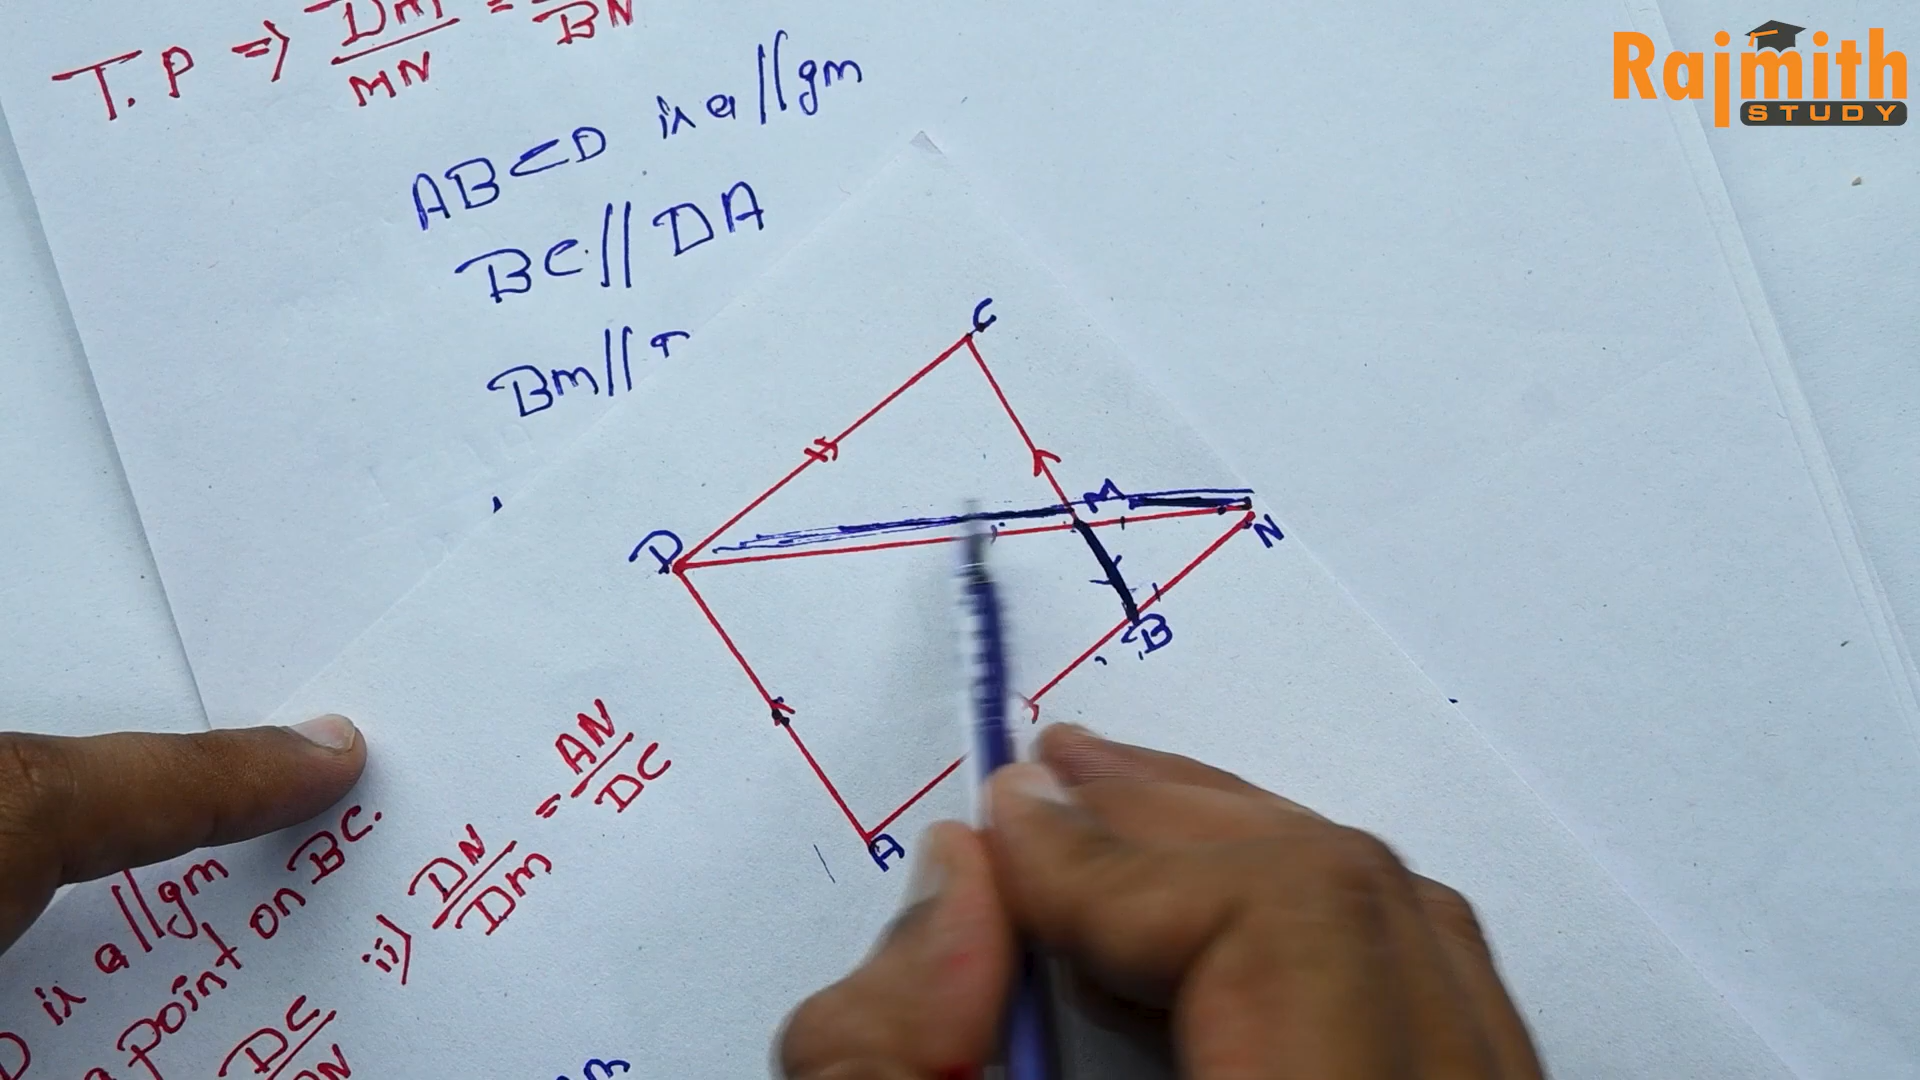 Rajmith
STUDY
T.P => DM/MN = /BN
ABCD is a //gm
BC // DA
Bm //
C
D
M
N
B
A
is a //gm
a point on BC.
DC/
ii) DN/Dm = AN/DC